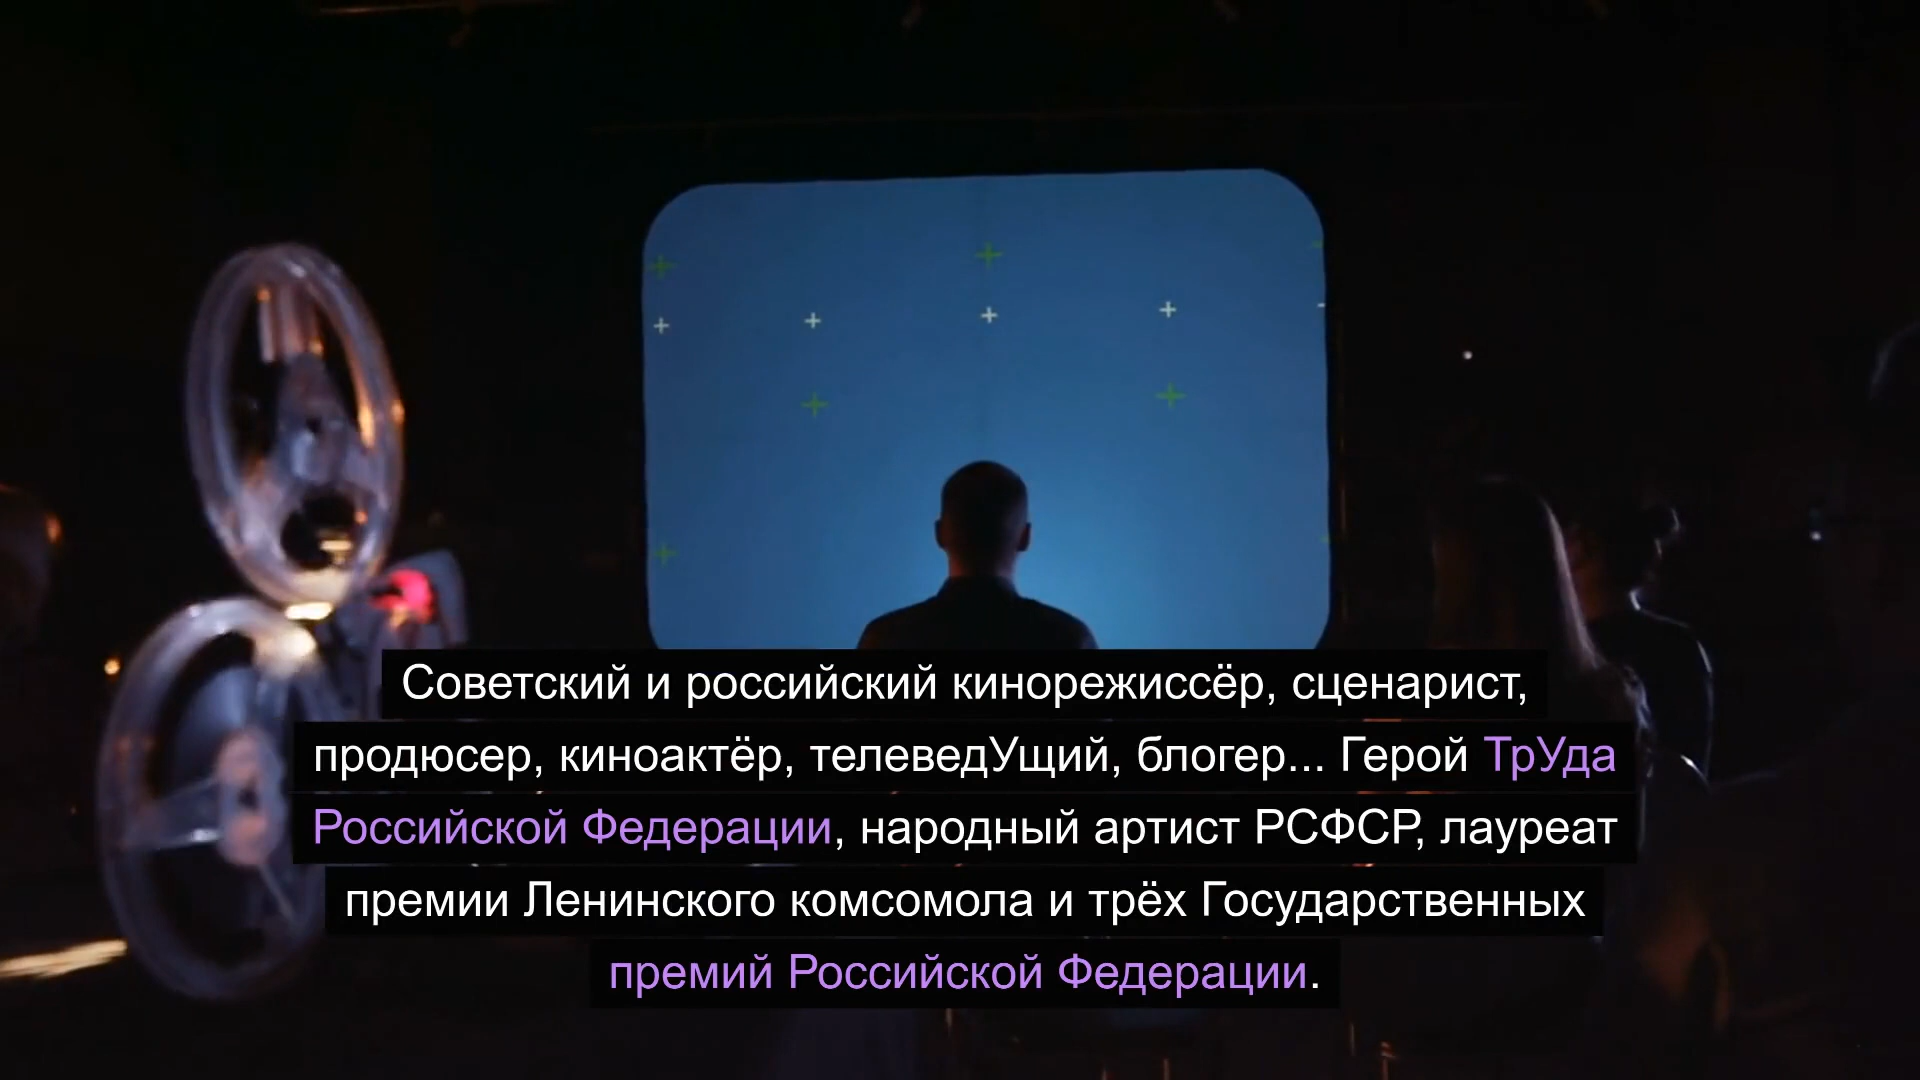 Советский и российский кинорежиссёр, сценарист,
продюсер, киноактёр, телеведУщий, блогер... Герой ТрУда
Российской Федерации, народный артист РСФСР, лауреат
премии Ленинского комсомола и трёх Государственных
премий Российской Федерации.